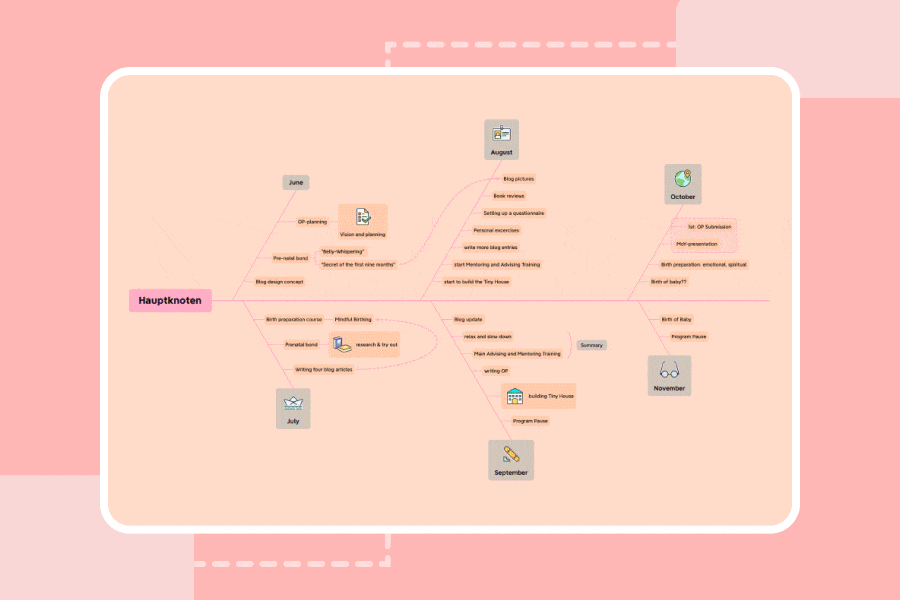 Hauptknoten
June
OP-planning
Vision and planning
Pre-natal bond
"Belly-Whispering"
"Secret of the first nine months"
Blog design concept
Birth preparation course
Mindful Birthing
Prenatal bond
research & try out
Writing four blog articles
July
August
Blog pictures
Book reviews
Setting up a questionnaire
Personal excercises
write more blog entries
start Mentoring and Advising Training
start to build the Tiny House
Blog update
relax and slow down
Main Advising and Mentoring Training
Summary
writing OP
building Tiny House
Program Pause
September
October
1st: OP Submission
MoY-presentation
Birth preparation: emotional, spiritual
Birth of baby??
Birth of Baby
Program Pause
November